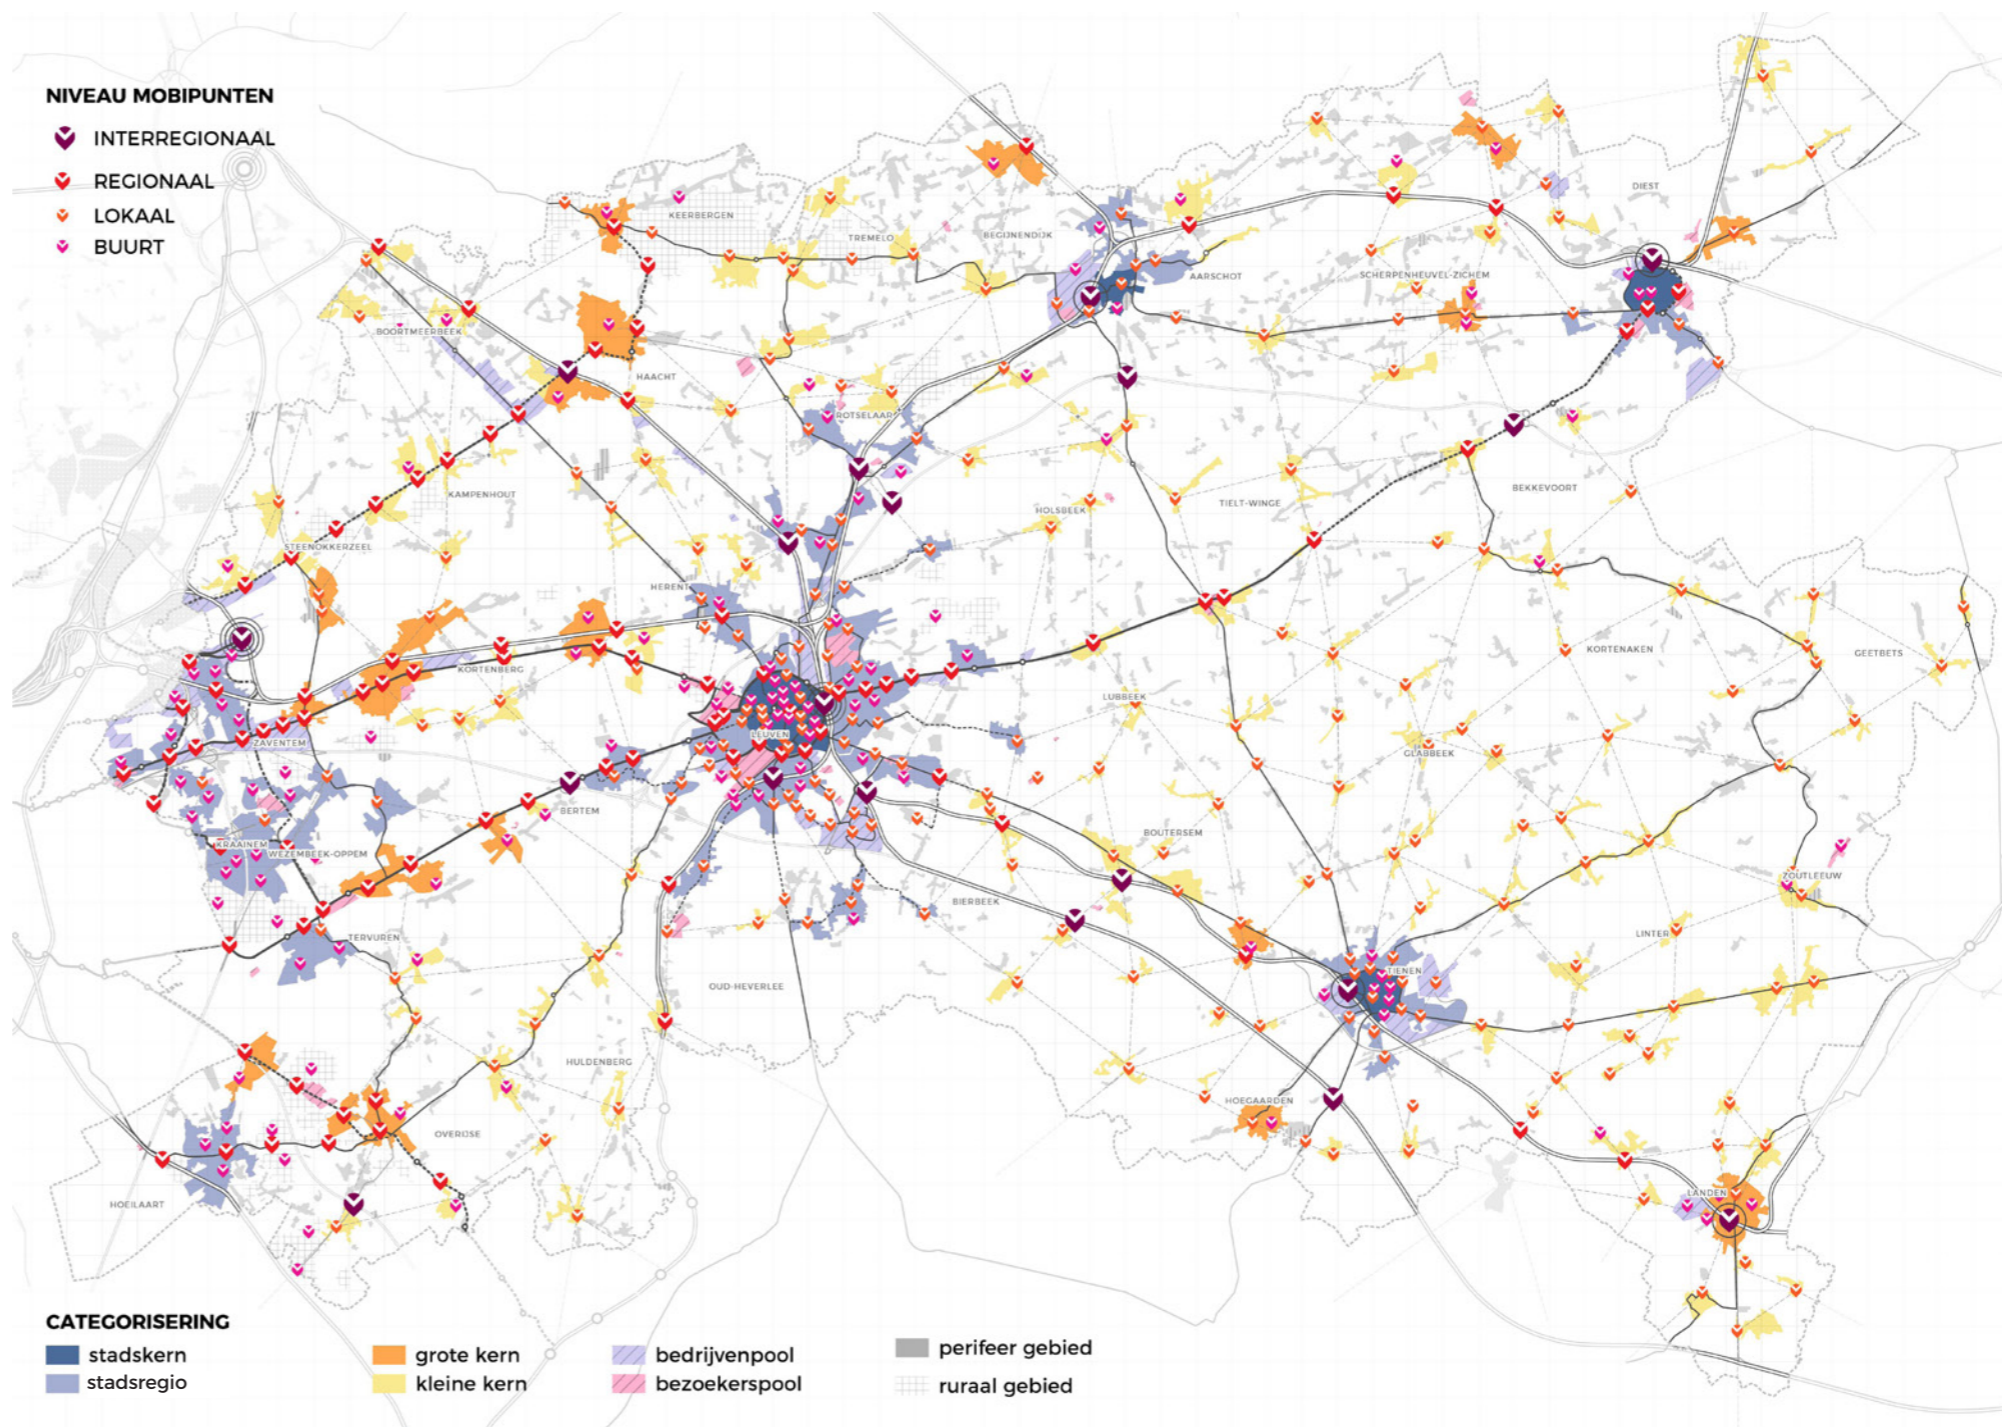 NIVEAU MOBIPUNTEN
INTERREGIONAAL
REGIONAAL
LOKAAL
BUURT
DIEST
KEERBERGEN
TREMELO
BEGIJNENDIJK
AARSCHOT
SCHERPENHEUVEL-ZICHEM
BOORTMEERBEEK
HAACHT
ROTSELAAR
KAMPENHOUT
BEKKEVOORT
TIELT-WINGE
HOLSBEEK
STEENOKKERZEEL
HERENT
KORTENAKEN
GEETBETS
KORTENBERG
LUBBEEK
LEUVEN
ZAVENTEM
GLABBEEK
BERTEM
BOUTERSEM
KRAAINEM
WEZEMBEEK-OPPEM
ZOUTLEEUW
BIERBEEK
TERVUREN
LINTER
TIENEN
OUD-HEVERLEE
HULDENBERG
HOEGAARDEN
OVERIJSE
LANDEN
HOEILAART
CATEGORISERING
stadskern
stadsregio
grote kern
kleine kern
bedrijvenpool
bezoekerspool
perifeer gebied
ruraal gebied